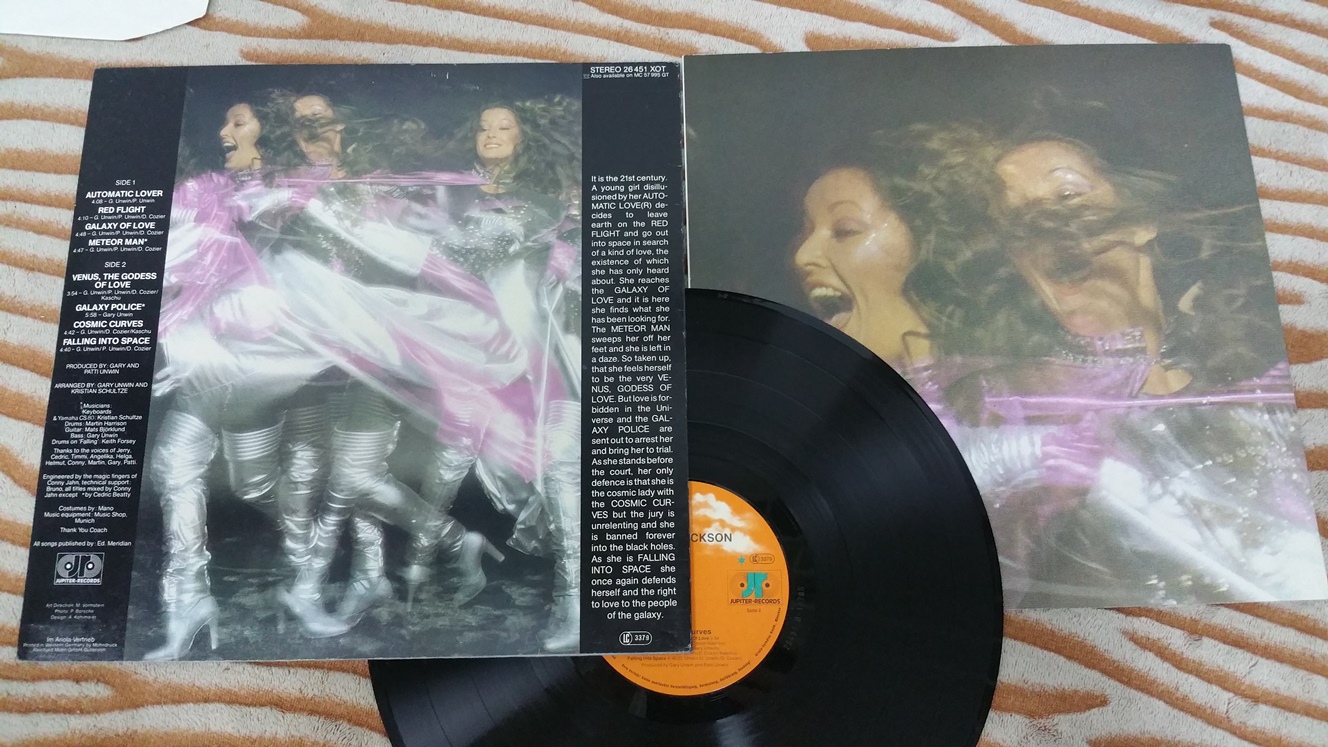 STEREO 26 451 XOT
Also available on MC 57 995 GT
SIDE 1
AUTOMATIC LOVER
4:08 – G. Unwin/P. Unwin
RED FLIGHT
4:10 – G. Unwin/P. Unwin/D. Cozier
GALAXY OF LOVE
4:48 – G. Unwin/P. Unwin/D. Cozier
METEOR MAN*
4:47 – G. Unwin/P. Unwin/D. Cozier
SIDE 2
VENUS, THE GODESS
OF LOVE
3:54 – G. Unwin/P. Unwin/D. Cozier/
Kaschu
GALAXY POLICE*
5:58 – Gary Unwin
COSMIC CURVES
4:42 – G. Unwin/D. Cozier/Kaschu
FALLING INTO SPACE
4:40 – G. Unwin/P. Unwin/D. Cozier
PRODUCED BY: GARY AND
PATTI UNWIN
ARRANGED BY: GARY UNWIN AND
KRISTIAN SCHULTZE
Musicians:
Keyboards
& Yamaha CS 80: Kristian Schultze
Drums: Martin Harrison
Guitar: Mats Björklund
Bass: Gary Unwin
Drums on 'Falling': Keith Forsey
Thanks to the voices of Jerry,
Cedric, Timmi, Angelika, Helga,
Helmut, Conny, Martin, Gary, Patti.
Engineered by the magic fingers of
Conny Jahn, technical support:
Bruno, all titles mixed by Conny
Jahn except * by Cedric Beatty
Costumes by: Mano
Music equipment: Music Shop,
Munich
Thank You Coach
All songs published by: Ed. Meridian
JR
JUPITER-RECORDS
Art Direction: M. Vormstein
Im Ariola-Vertrieb
It is the 21st century.
A young girl disillu-
sioned by her AUTO-
MATIC LOVE(R) de-
cides to leave
earth on the RED
FLIGHT and go out
into space in search
of a kind of love, the
existence of which
she has only heard
about. She reaches
the GALAXY OF
LOVE and it is here
she finds what she
has been looking for.
The METEOR MAN
sweeps her off her
feet and she is left in
a daze. So taken up,
that she feels herself
to be the very VE-
NUS, GODESS OF
LOVE. But love is for-
bidden in the Uni-
verse and the GAL-
AXY POLICE are
sent out to arrest her
and bring her to trial.
As she stands before
the court, her only
defence is that she is
the cosmic lady with
the COSMIC CUR-
VES but the jury is
unrelenting and she
is banned forever
into the black holes.
As she is FALLING
INTO SPACE she
once again defends
herself and the right
to love to the people
of the galaxy.
LC 3379
CKSON
LC 3379
JR
JUPITER-RECORDS
urves